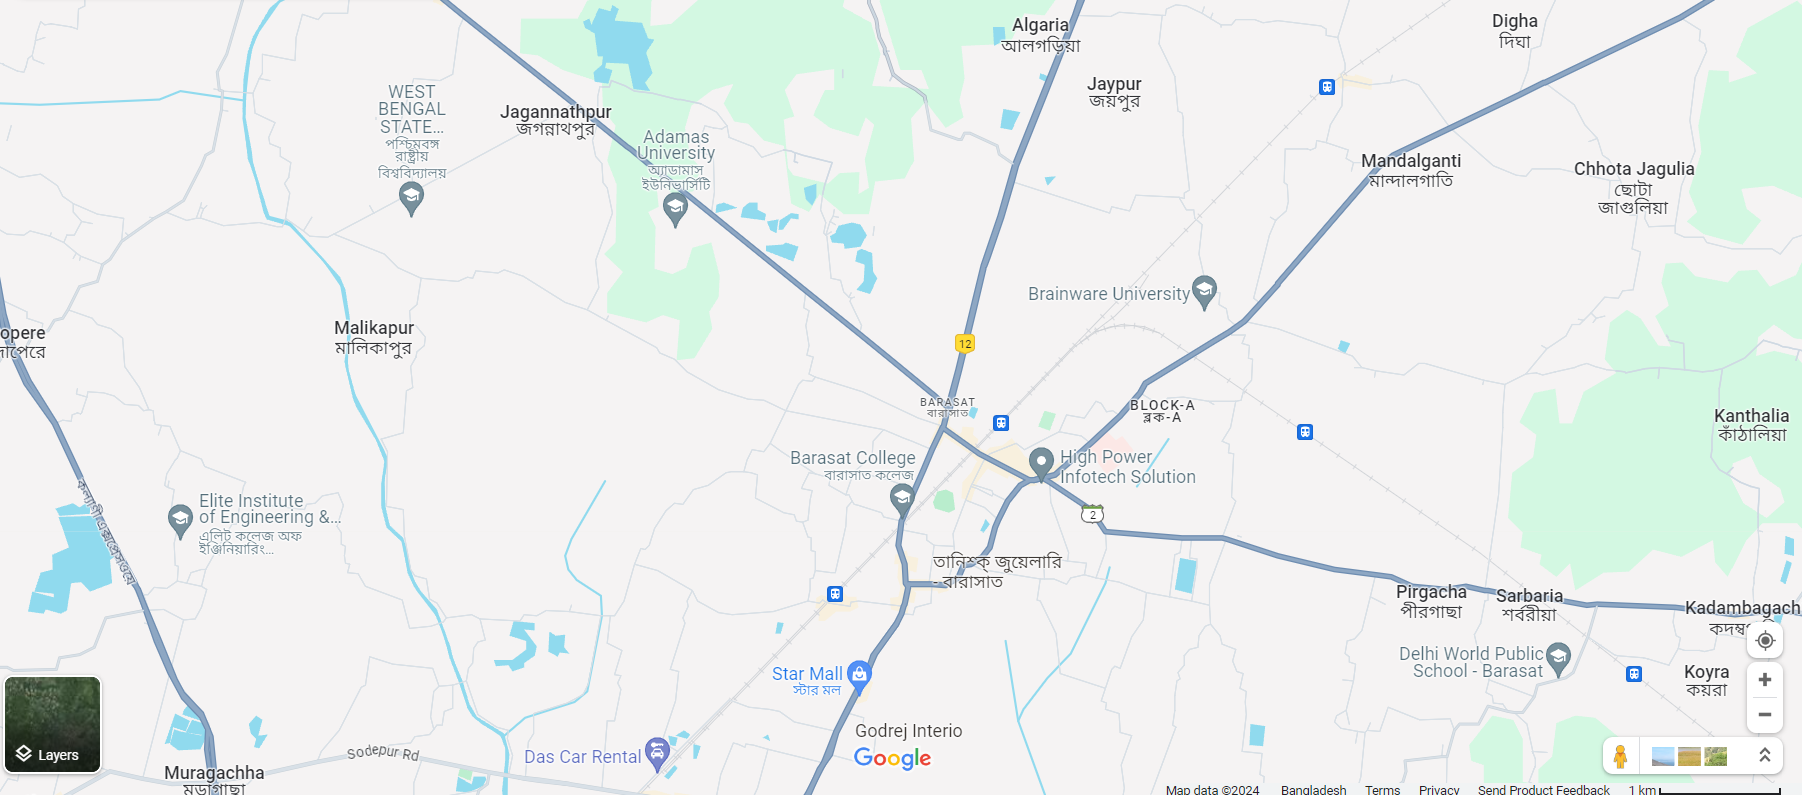 Algaria
আলগড়িয়া
Digha
দিঘা
WEST
BENGAL
STATE...
পশ্চিমবঙ্গ
রাষ্ট্রীয়
বিশ্ববিদ্যালয়
Jagannathpur
জগন্নাথপুর
Jaypur
জয়পুর
Adamas
University
অ্যাডামাস
ইউনিভার্সিটি
Mandalganti
মান্দালগাতি
Chhota Jagulia
ছোটা
জাগুলিয়া
Brainware University
opere
দাপেরে
Malikapur
মালিকাপুর
12
BARASAT
বারাসাত
BLOCK-A
ব্লক-A
Kanthalia
কাঁঠালিয়া
Barasat College
বারাসাত কলেজ
High Power
Infotech Solution
কল্যাণী এক্সপ্রেসওয়ে
Elite Institute
of Engineering &...
এলিট কলেজ অফ
ইঞ্জিনিয়ারিং...
2
তানিশ্ক্ জুয়েলারি
- বারাসাত
Pirgacha
পীরগাছা
Sarbaria
শর্বরীয়া
Kadambagach
Delhi World Public
School - Barasat
Koyra
কয়রা
Star Mall
স্টার মল
Godrej Interio
Google
Layers
Sodepur Rd
Das Car Rental
Muragachha
মুড়াগাছা
Map data ©2024 Bangladesh Terms Privacy Send Product Feedback 1 km